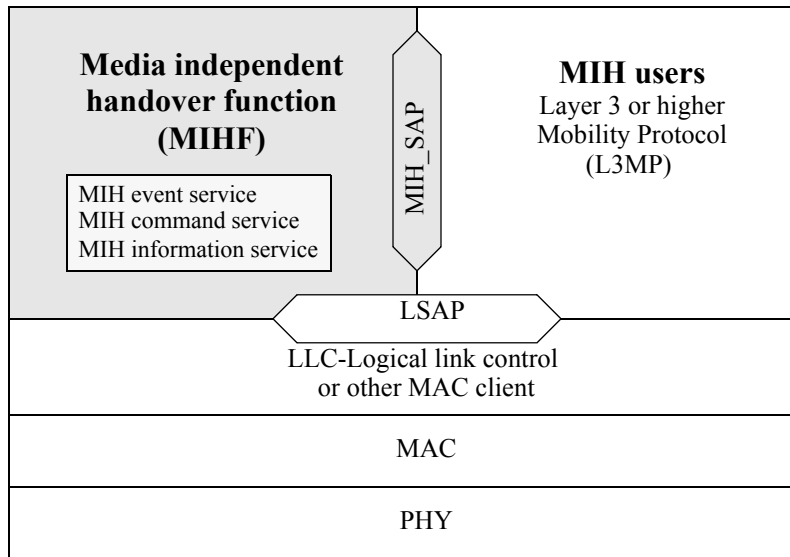 Media independent
handover function
(MIHF)
MIH event service
MIH command service
MIH information service
MIH_SAP
MIH users
Layer 3 or higher
Mobility Protocol
(L3MP)
LSAP
LLC-Logical link control
or other MAC client
MAC
PHY